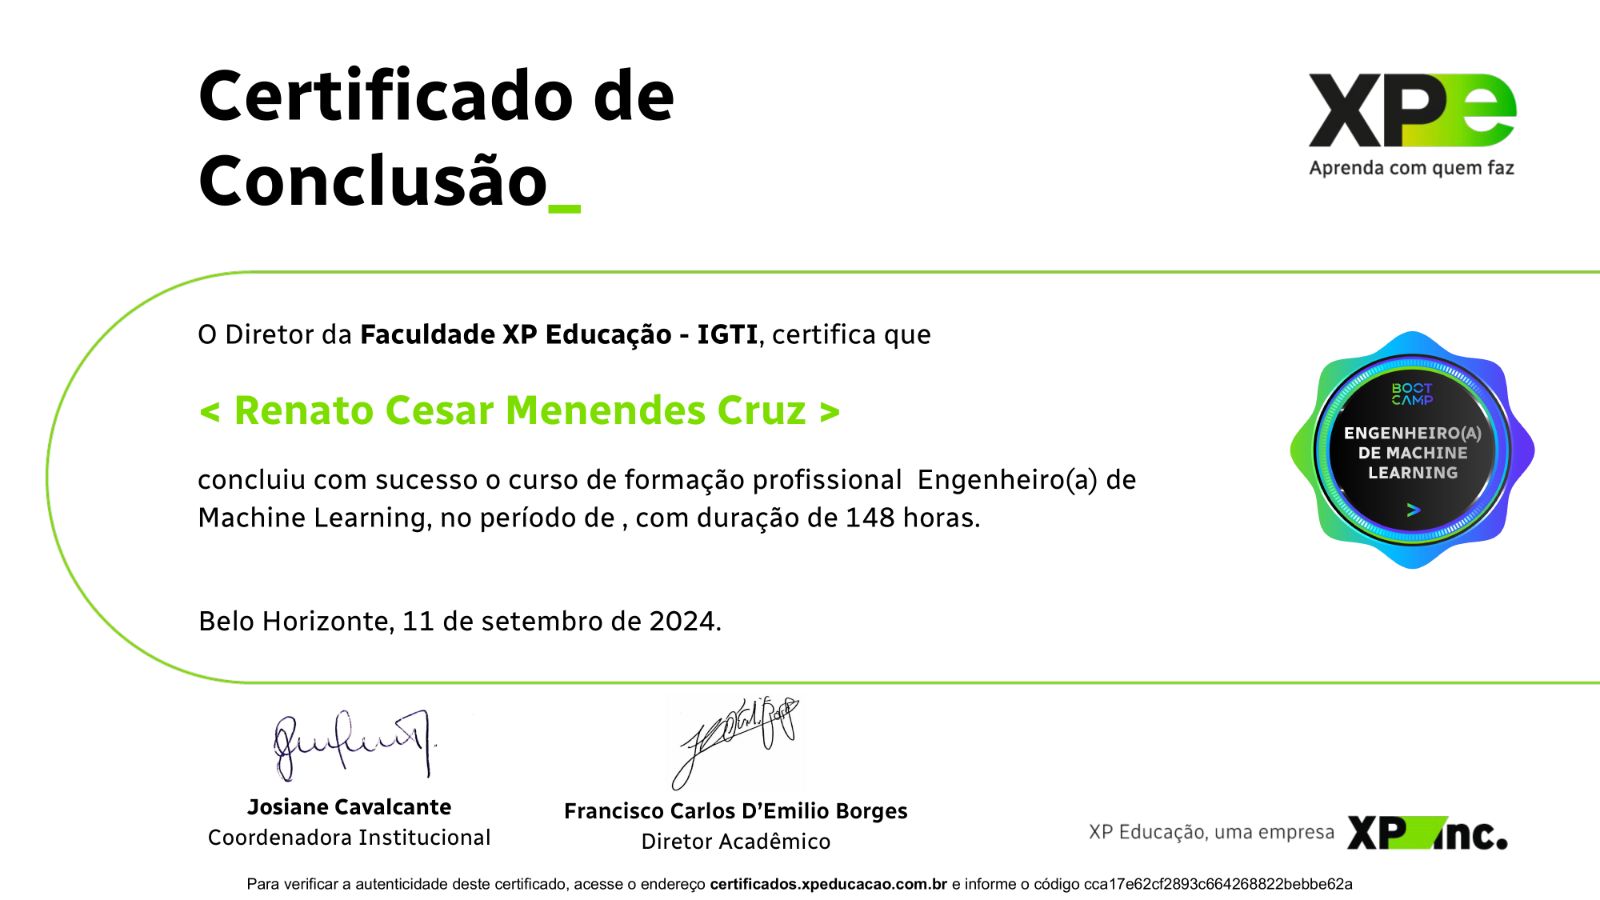 Certificado de
Conclusão_
XPe
Aprenda com quem faz
O Diretor da Faculdade XP Educação - IGTI, certifica que
< Renato Cesar Menendes Cruz >
concluiu com sucesso o curso de formação profissional  Engenheiro(a) de
Machine Learning, no período de , com duração de 148 horas.
BOOT
CAMP
ENGENHEIRO(A)
DE MACHINE
LEARNING
>
Belo Horizonte, 11 de setembro de 2024.
Josiane Cavalcante
Coordenadora Institucional
Francisco Carlos D’Emilio Borges
Diretor Acadêmico
XP Educação, uma empresa XP inc.
Para verificar a autenticidade deste certificado, acesse o endereço certificados.xpeducacao.com.br e informe o código cca17e62cf2893c664268822bebbe62a